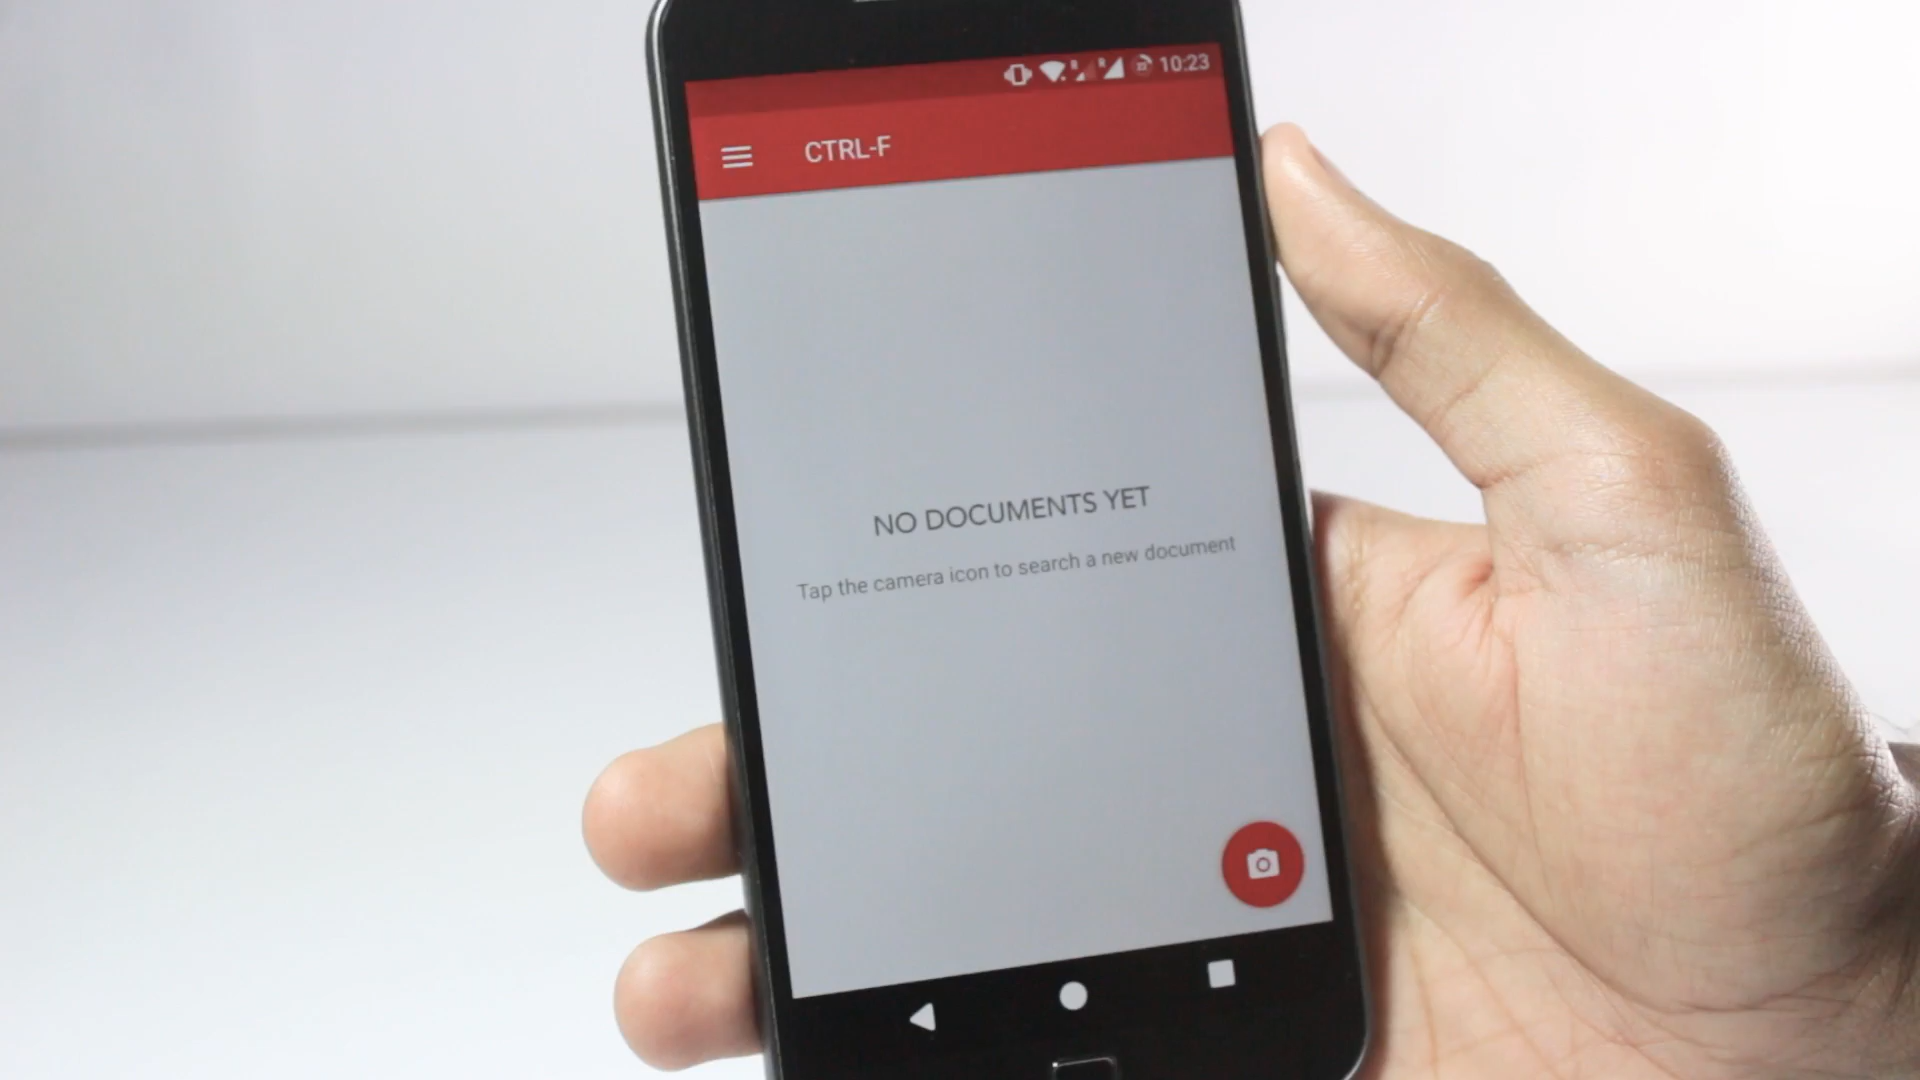 10:23
CTRL-F
NO DOCUMENTS YET
Tap the camera icon to search a new document